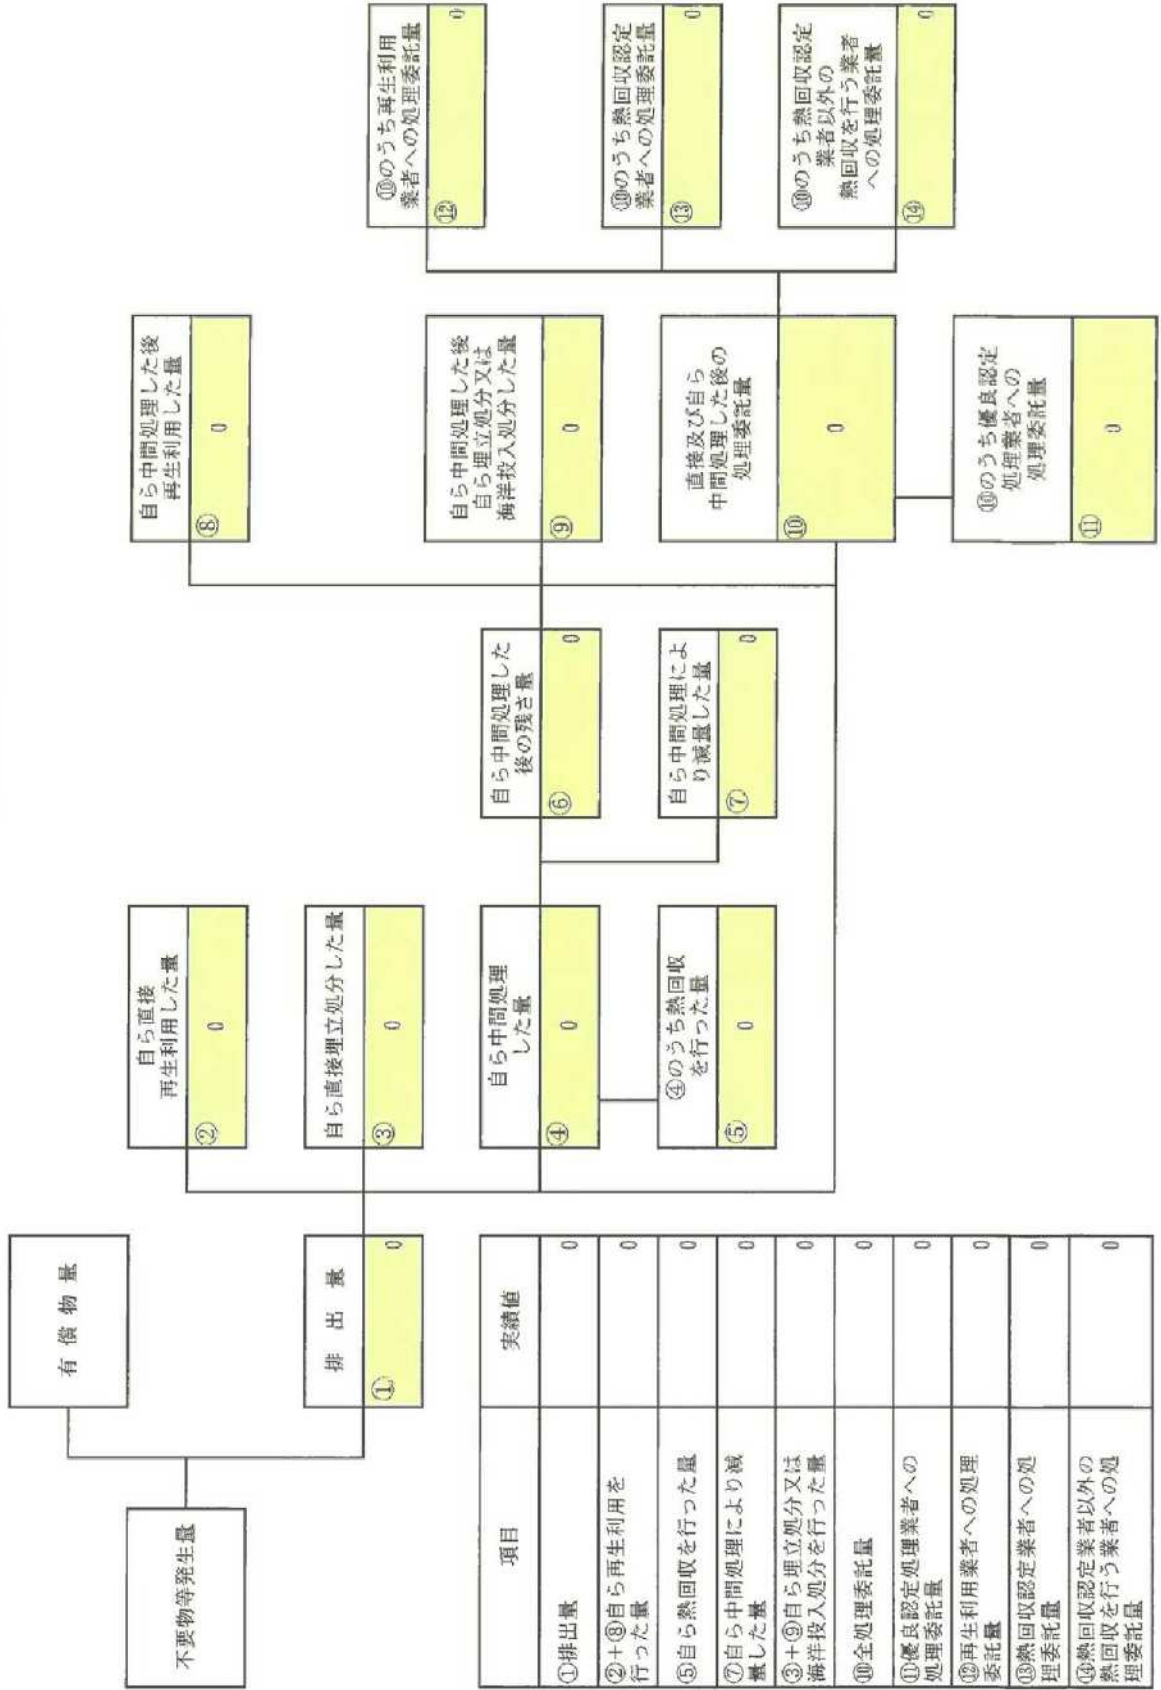 不要物等発生量
有償物量
排出量
① 0
自ら直接
再生利用した量
② 0
自ら直接埋立処分した量
③ 0
自ら中間処理
した量
④ 0
④のうち熱回収
を行った量
⑤ 0
自ら中間処理した
後の残さ量
⑥ 0
自ら中間処理によ
り減量した量
⑦ 0
自ら中間処理した後
再生利用した量
⑧ 0
自ら中間処理した後
自ら埋立処分又は
海洋投入処分した量
⑨ 0
直接及び自ら
中間処理した後の
処理委託量
⑩ 0
⑩のうち優良認定
処理業者への
処理委託量
⑪ 0
⑩のうち再生利用
業者への処理委託量
⑫ 0
⑩のうち熱回収認定
業者への処理委託量
⑬ 0
⑩のうち熱回収認定
業者以外の
熱回収を行う業者
への処理委託量
⑭ 0
項目 実績値
①排出量 0
②+⑧自ら再生利用を
行った量 0
⑤自ら熱回収を行った量 0
⑦自ら中間処理により減
量した量 0
③+⑨自ら埋立処分又は
海洋投入処分を行った量 0
⑩全処理委託量 0
⑪優良認定処理業者への
処理委託量 0
⑫再生利用業者への処理
委託量 0
⑬熱回収認定業者への処
理委託量 0
⑭熱回収認定業者以外の
熱回収を行う業者への処
理委託量 0